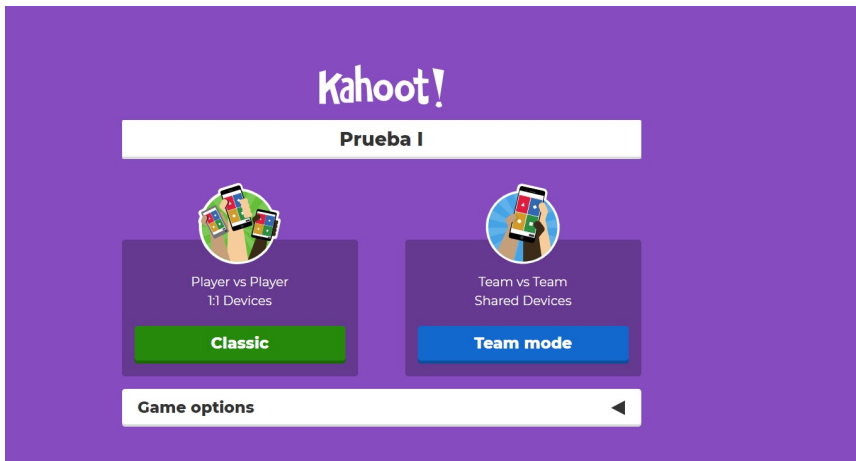 Kahoot!
Prueba I
Player vs Player
1:1 Devices
Classic
Team vs Team
Shared Devices
Team mode
Game options